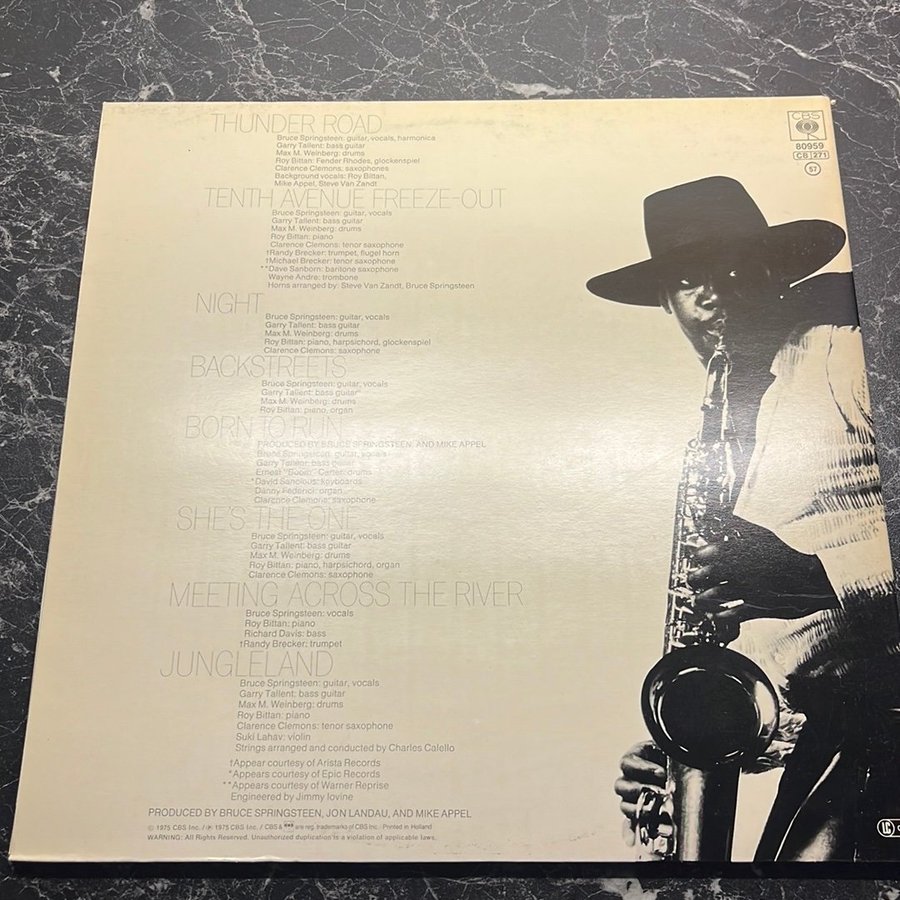 CBS
80959
CB 271
57
THUNDER ROAD
Bruce Springsteen: guitar, vocals, harmonica
Garry Tallent: bass guitar
Max M. Weinberg: drums
Roy Bittan: Fender Rhodes, glockenspiel
Clarence Clemons: saxophones
Background vocals: Roy Bittan,
Mike Appel, Steve Van Zandt
TENTH AVENUE FREEZE-OUT
Bruce Springsteen: guitar, vocals
Garry Tallent: bass guitar
Max M. Weinberg: drums
Roy Bittan: piano
Clarence Clemons: tenor saxophone
†Randy Brecker: trumpet, flugel horn
†Michael Brecker: tenor saxophone
**Dave Sanborn: baritone saxophone
Wayne Andre: trombone
Horns arranged by: Steve Van Zandt, Bruce Springsteen
NIGHT
Bruce Springsteen: guitar, vocals
Garry Tallent: bass guitar
Max M. Weinberg: drums
Roy Bittan: piano, harpsichord, glockenspiel
Clarence Clemons: saxophone
BACKSTREETS
Bruce Springsteen: guitar, vocals
Garry Tallent: bass guitar
Max M. Weinberg: drums
Roy Bittan: piano, organ
BORN TO RUN
PRODUCED BY BRUCE SPRINGSTEEN, AND MIKE APPEL
Bruce Springsteen: guitar, vocals
Garry Tallent: bass guitar
Ernest "Boom" Carter: drums
*David Sancious: keyboards
Danny Federici: organ
Clarence Clemons: saxophone
SHE'S THE ONE
Bruce Springsteen: guitar, vocals
Garry Tallent: bass guitar
Max M. Weinberg: drums
Roy Bittan: piano, harpsichord, organ
Clarence Clemons: saxophone
MEETING ACROSS THE RIVER
Bruce Springsteen: vocals
Roy Bittan: piano
Richard Davis: bass
†Randy Brecker: trumpet
JUNGLELAND
Bruce Springsteen: guitar, vocals
Garry Tallent: bass guitar
Max M. Weinberg: drums
Roy Bittan: piano
Clarence Clemons: tenor saxophone
Suki Lahav: violin
Strings arranged and conducted by Charles Calello
†Appear courtesy of Arista Records
*Appears courtesy of Epic Records
**Appears courtesy of Warner Reprise
Engineered by Jimmy Iovine
PRODUCED BY BRUCE SPRINGSTEEN, JON LANDAU, AND MIKE APPEL
© 1975 CBS Inc. / ℗ 1975 CBS Inc. / CBS & are reg. trademarks of CBS Inc. · Printed in Holland
WARNING: All Rights Reserved. Unauthorized duplication is a violation of applicable laws.
LC